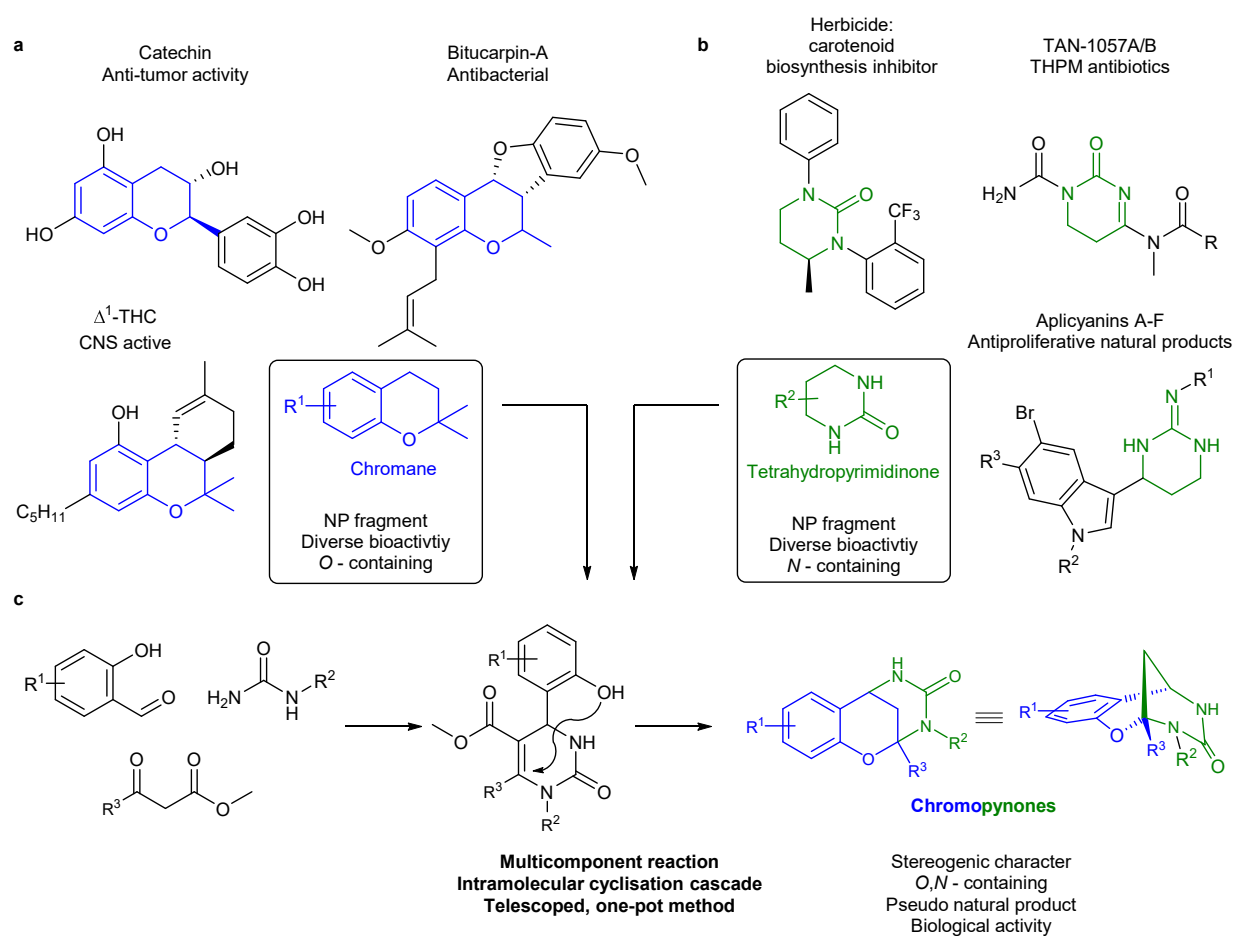 a
Catechin
Anti-tumor activity
Bitucarpin-A
Antibacterial
OH
OH
HO
O
OH
OH
O
O
O
O
Δ1-THC
CNS active
OH
C5H11
O
R1
O
Chromane
NP fragment
Diverse bioactivtiy
O - containing
b
Herbicide:
carotenoid
biosynthesis inhibitor
TAN-1057A/B
THPM antibiotics
N
O
N
CF3
O
O
H2N
N
N
O
N
R
Aplicyanins A-F
Antiproliferative natural products
R2
NH
N
H
O
Tetrahydropyrimidinone
NP fragment
Diverse bioactivtiy
N - containing
R1
N
Br
HN
NH
R3
N
R2
c
OH
R1
O
O
H2N
N
H
R2
O
O
R3
O
R1
OH
O
O
NH
R3
N
O
R2
H
N
O
R1
N
R2
O
R3
R1
NH
O
N
R3
R2
O
Chromopynones
Multicomponent reaction
Intramolecular cyclisation cascade
Telescoped, one-pot method
Stereogenic character
O,N - containing
Pseudo natural product
Biological activity